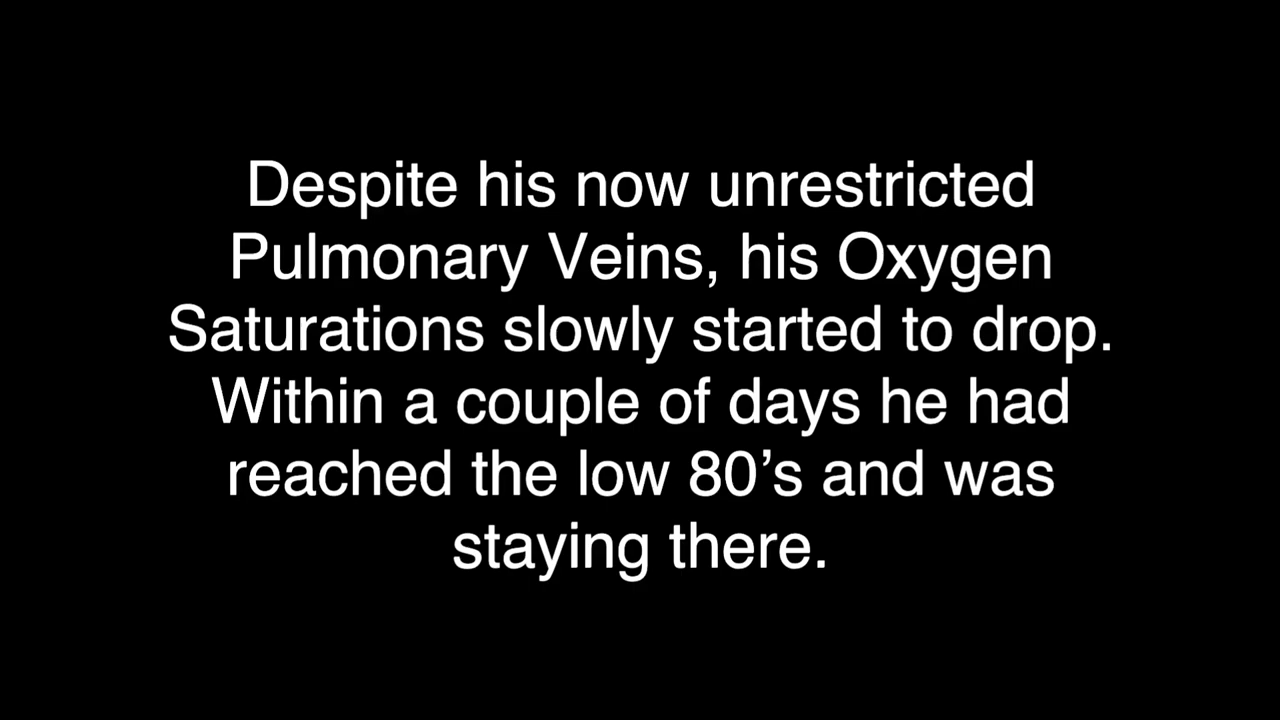 Despite his now unrestricted
Pulmonary Veins, his Oxygen
Saturations slowly started to drop.
Within a couple of days he had
reached the low 80’s and was
staying there.